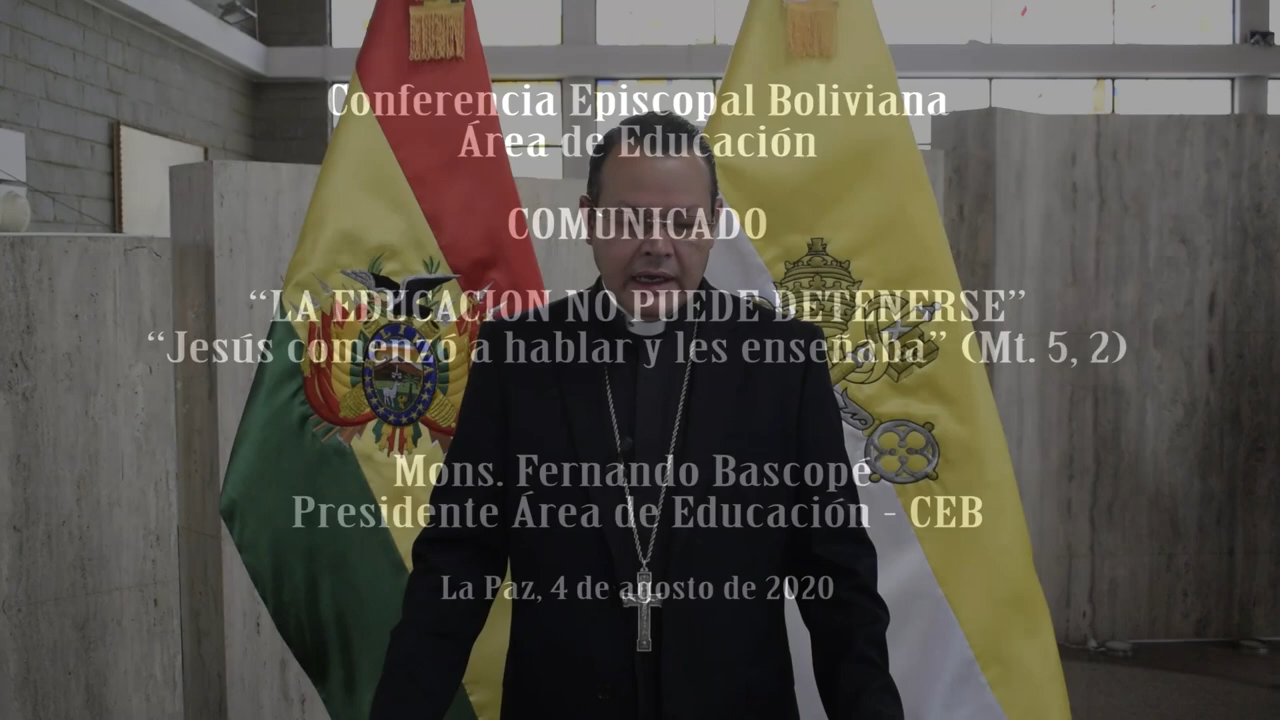 Conferencia Episcopal Boliviana
Área de Educación
COMUNICADO
“LA EDUCACION NO PUEDE DETENERSE”
“Jesús comenzó a hablar y les enseñaba” (Mt. 5, 2)
Mons. Fernando Bascopé
Presidente Área de Educación - CEB
La Paz, 4 de agosto de 2020